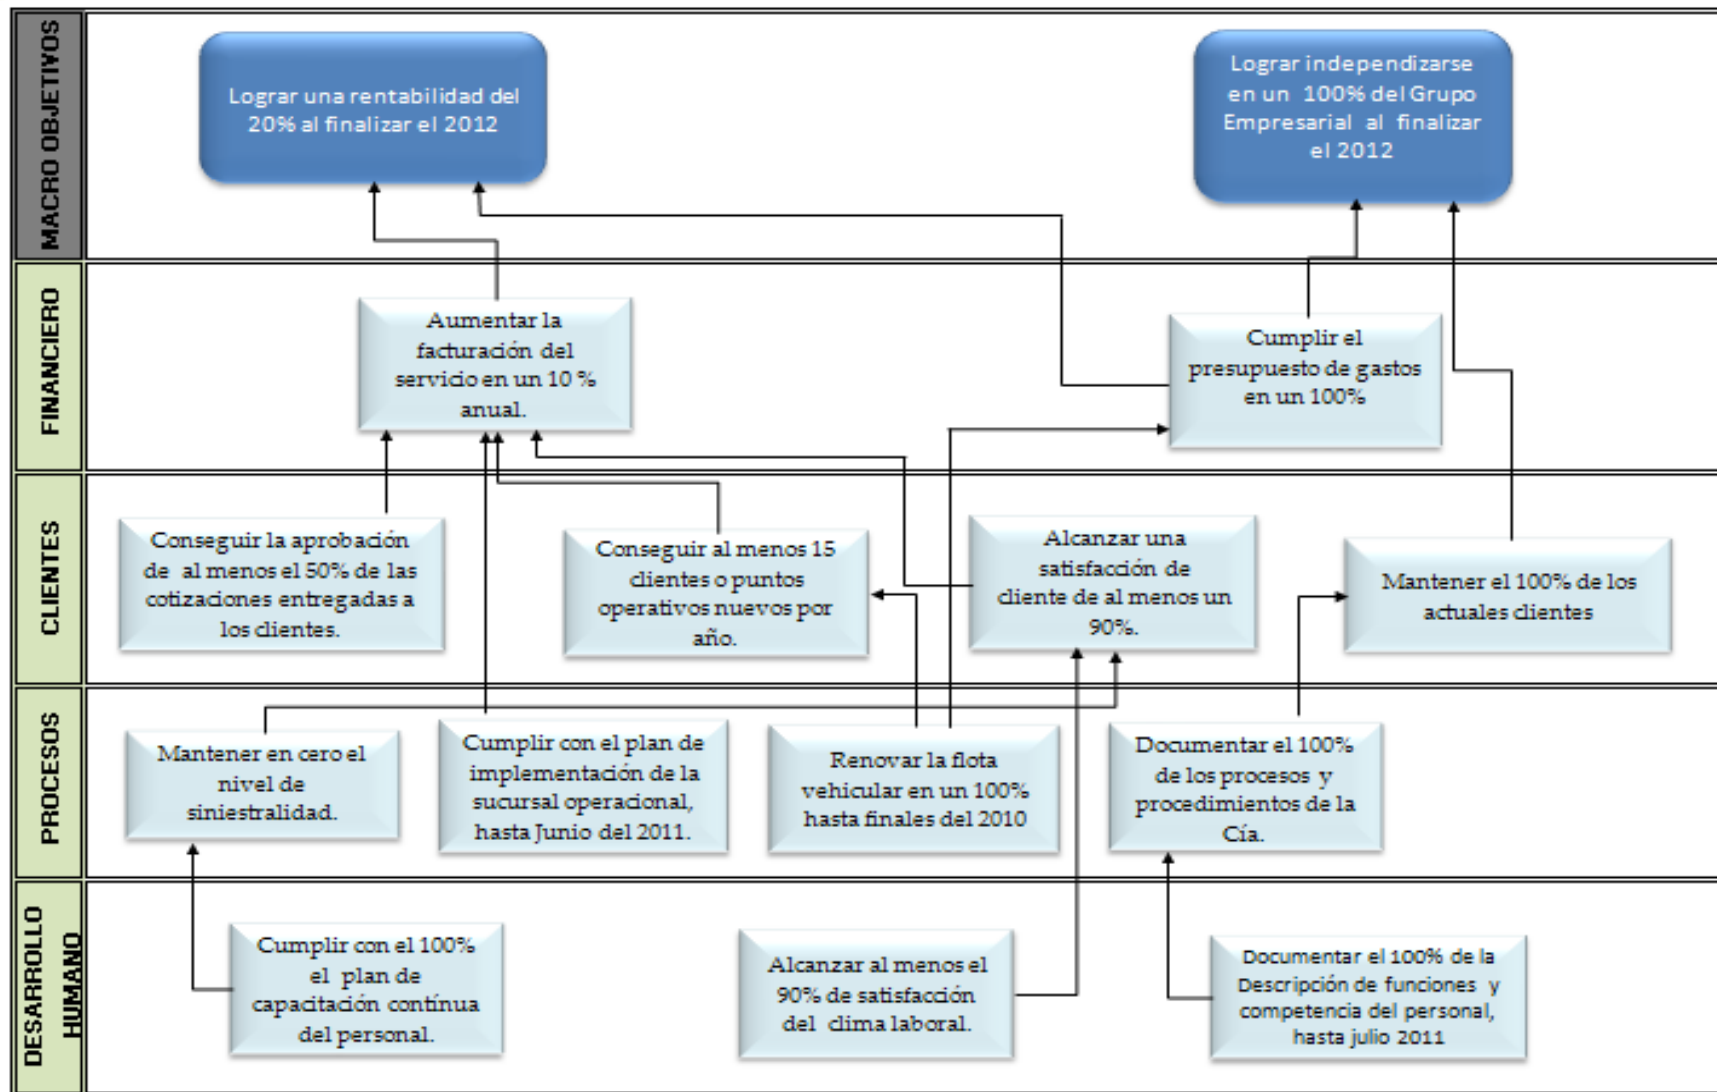 MACRO OBJETIVOS
Lograr una rentabilidad del
20% al finalizar el 2012
Lograr independizarse
en un 100% del Grupo
Empresarial al finalizar
el 2012
FINANCIERO
Aumentar la
facturación del
servicio en un 10 %
anual.
Cumplir el
presupuesto de gastos
en un 100%
CLIENTES
Conseguir la aprobación
de al menos el 50% de las
cotizaciones entregadas a
los clientes.
Conseguir al menos 15
clientes o puntos
operativos nuevos por
año.
Alcanzar una
satisfacción de
cliente de al menos un
90%.
Mantener el 100% de los
actuales clientes
PROCESOS
Mantener en cero el
nivel de
siniestralidad.
Cumplir con el plan de
implementación de la
sucursal operacional,
hasta Junio del 2011.
Renovar la flota
vehicular en un 100%
hasta finales del 2010
Documentar el 100%
de los procesos y
procedimientos de la
Cía.
DESARROLLO
HUMANO
Cumplir con el 100%
el plan de
capacitación contínua
del personal.
Alcanzar al menos el
90% de satisfacción
del clima laboral.
Documentar el 100% de la
Descripción de funciones y
competencia del personal,
hasta julio 2011